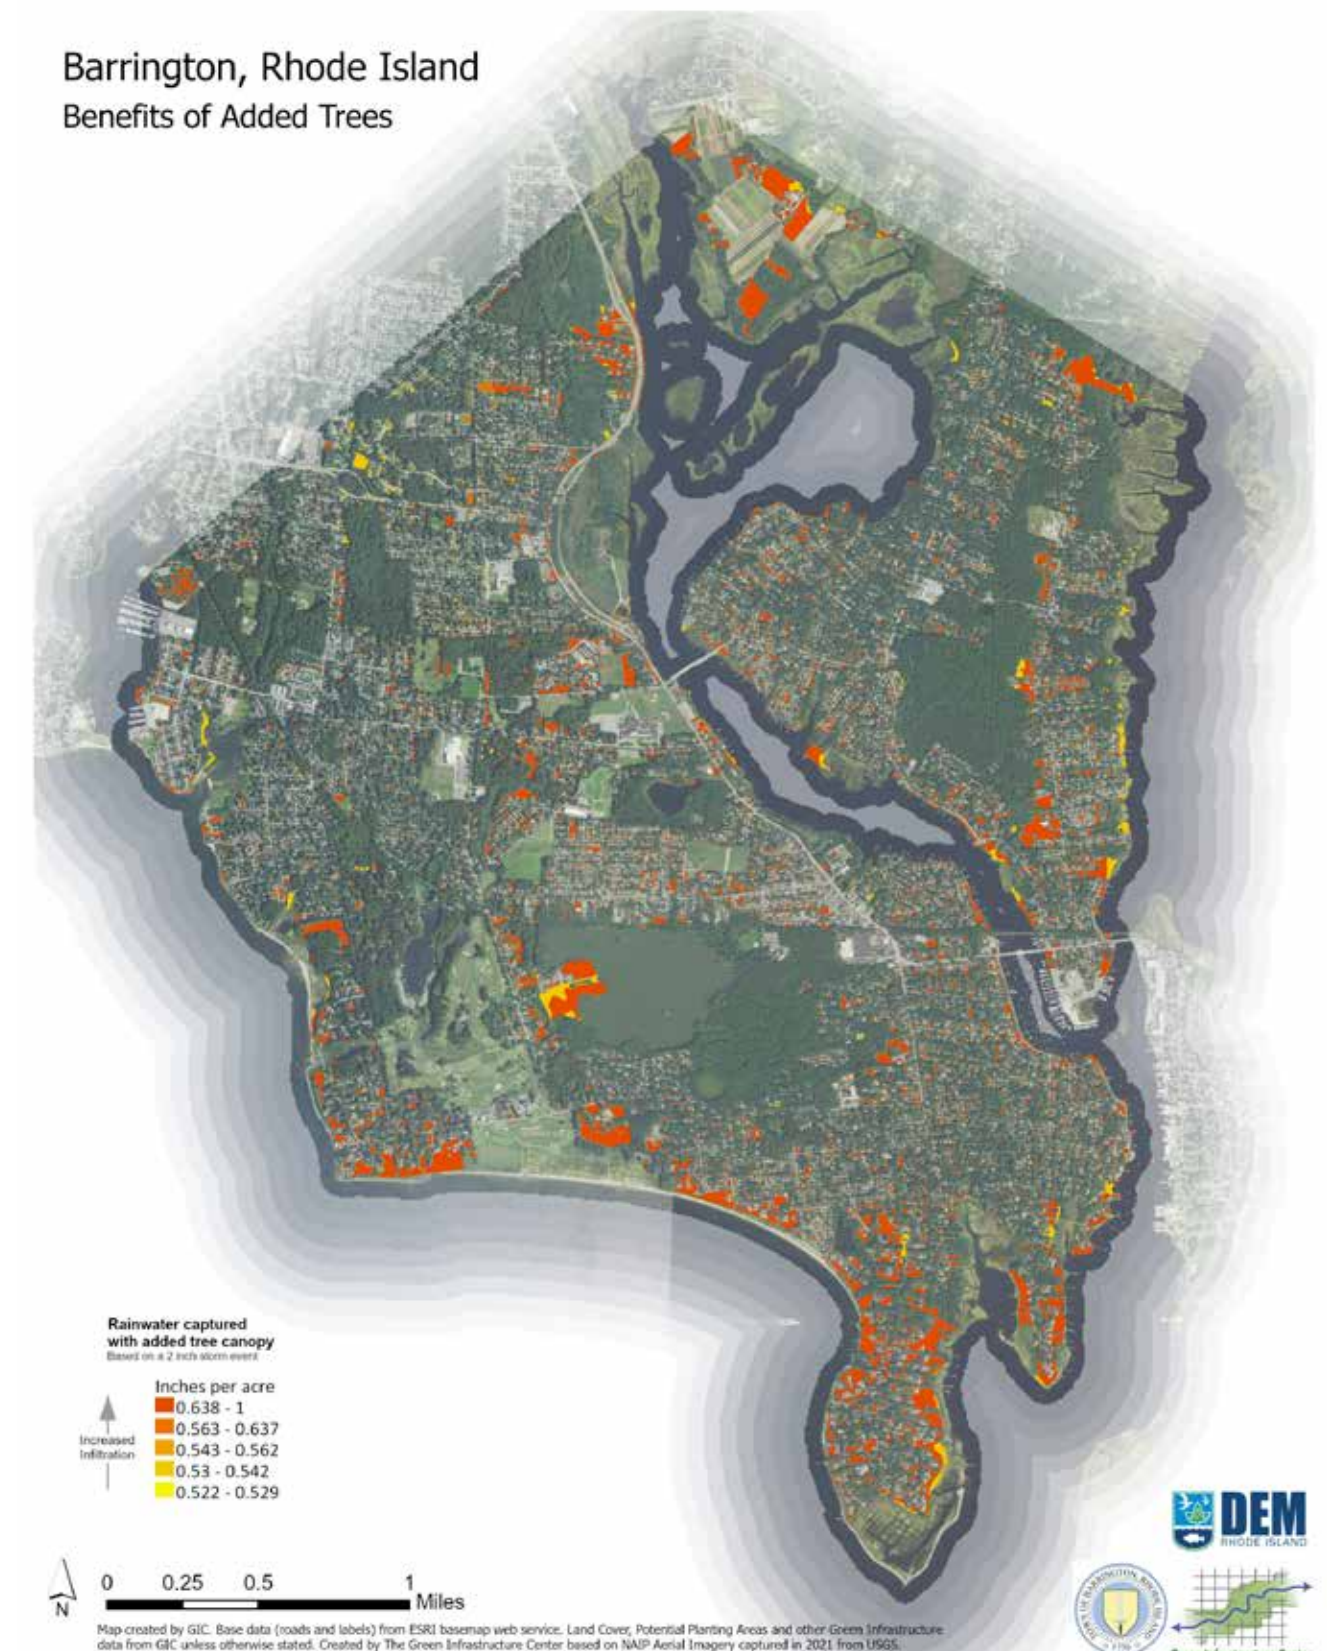 Barrington, Rhode Island
Benefits of Added Trees
Rainwater captured
with added tree canopy
Based on a 2 inch storm event
Inches per acre
0.638 - 1
0.563 - 0.637
0.543 - 0.562
0.53 - 0.542
0.522 - 0.529
Increased
Infiltration
N
0 0.25 0.5 1
Miles
DEM
RHODE ISLAND
TOWN OF BARRINGTON, RHODE ISLAND
Map created by GIC. Base data (roads and labels) from ESRI basemap web service. Land Cover, Potential Planting Areas and other Green Infrastructure
data from GIC unless otherwise stated. Created by The Green Infrastructure Center based on NAIP Aerial Imagery captured in 2021 from USGS.